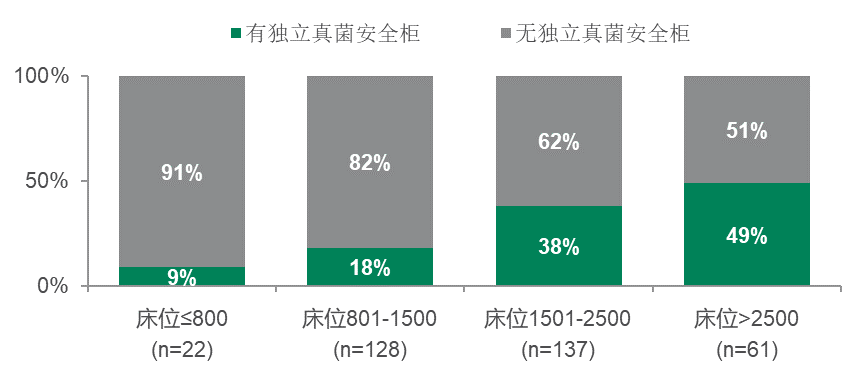 有独立真菌安全柜 无独立真菌安全柜
100%
50%
0%
91% 82% 62% 51%
9% 18% 38% 49%
床位≤800 床位801-1500 床位1501-2500 床位>2500
(n=22) (n=128) (n=137) (n=61)